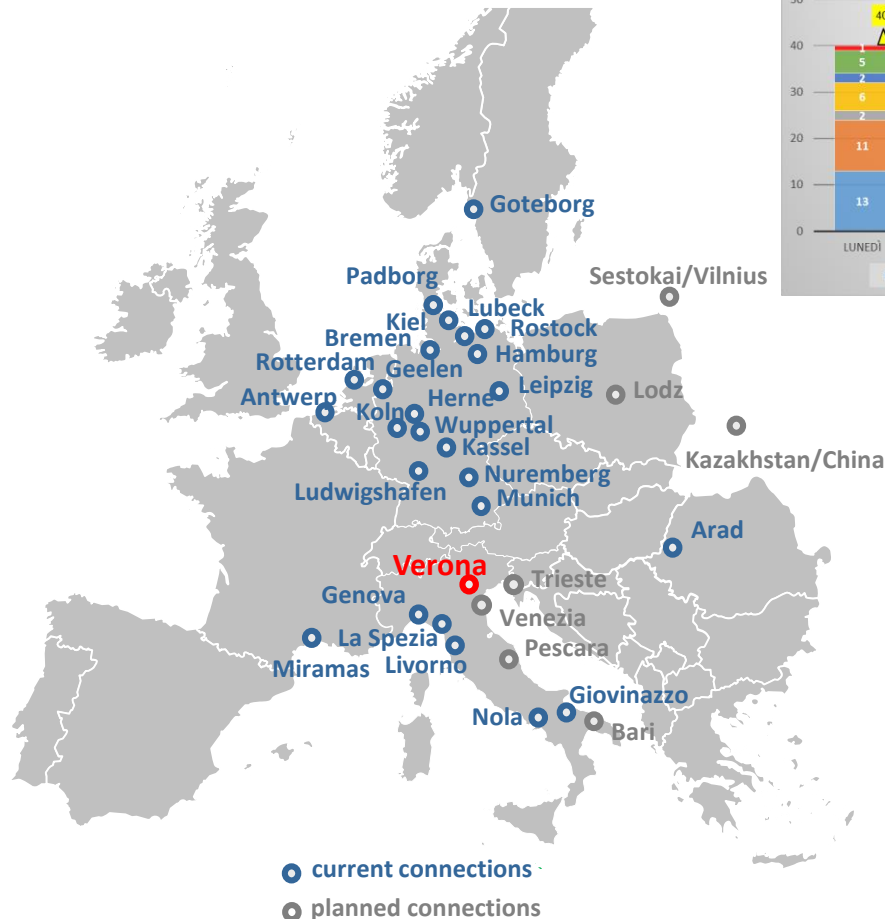 50
40
40
30
20
10
0
1
5
2
6
2
11
13
LUNEDÌ
Goteborg
Sestokai/Vilnius
Padborg
Lubeck
Kiel
Rostock
Bremen
Hamburg
Rotterdam
Geelen
Leipzig
Lodz
Antwerp
Herne
Koln
Wuppertal
Kassel
Kazakhstan/China
Nuremberg
Ludwigshafen
Munich
Arad
Verona
Trieste
Genova
Venezia
La Spezia
Pescara
Livorno
Miramas
Giovinazzo
Nola
Bari
current connections
planned connections